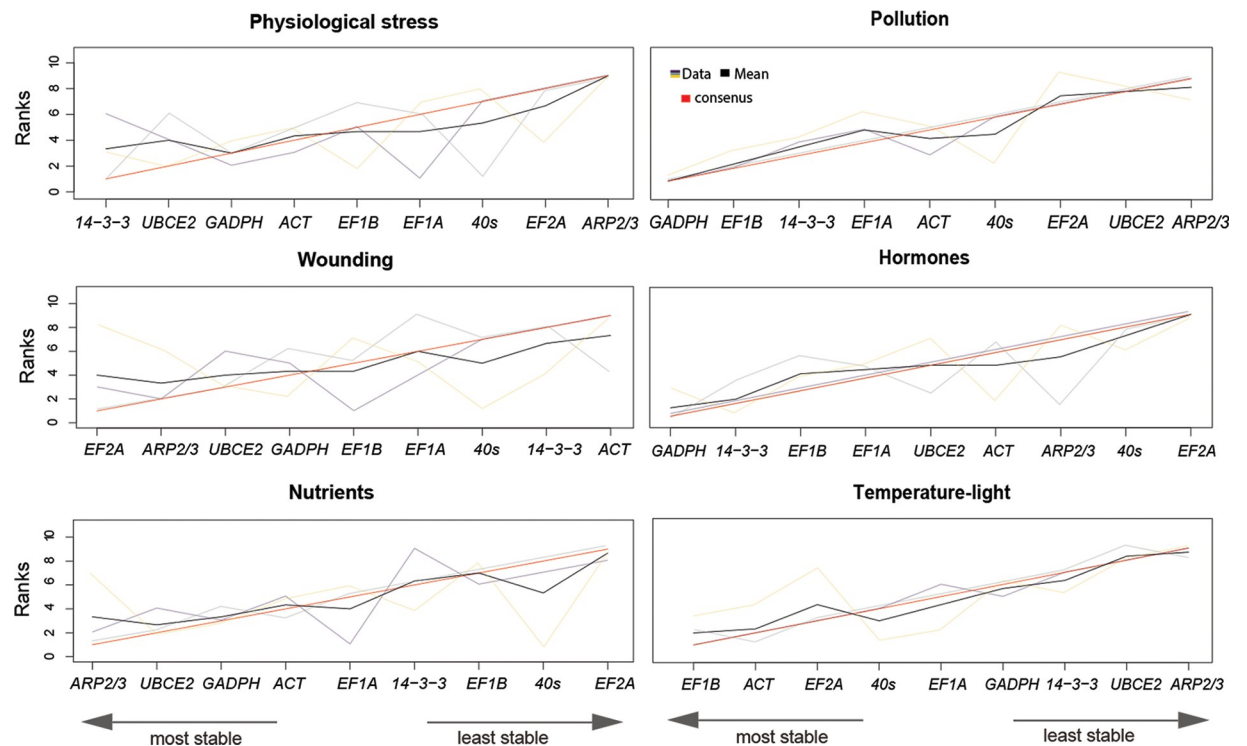 Physiological stress
Pollution
Ranks
10
8
6
4
2
0
14-3-3 UBCE2 GADPH ACT EF1B EF1A 40s EF2A ARP2/3
Data Mean
consenus
GADPH EF1B 14-3-3 EF1A ACT 40s EF2A UBCE2 ARP2/3
Wounding
Hormones
Ranks
10
8
6
4
2
0
EF2A ARP2/3 UBCE2 GADPH EF1B EF1A 40s 14-3-3 ACT
GADPH 14-3-3 EF1B EF1A UBCE2 ACT ARP2/3 40s EF2A
Nutrients
Temperature-light
Ranks
10
8
6
4
2
0
ARP2/3 UBCE2 GADPH ACT EF1A 14-3-3 EF1B 40s EF2A
EF1B ACT EF2A 40s EF1A GADPH 14-3-3 UBCE2 ARP2/3
most stable least stable
most stable least stable